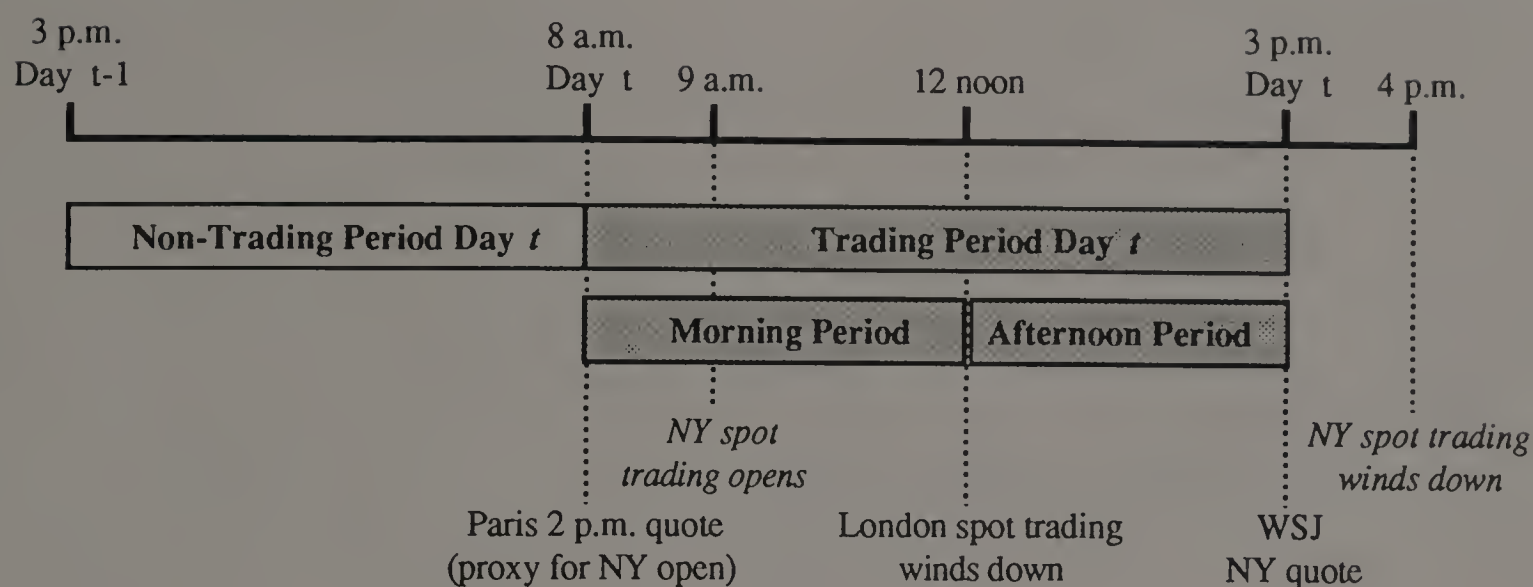 3 p.m.
Day t-1
8 a.m.
Day t
9 a.m.
12 noon
3 p.m.
Day t
4 p.m.
Non-Trading Period Day t
Trading Period Day t
Morning Period
Afternoon Period
NY spot
trading opens
NY spot trading
winds down
Paris 2 p.m. quote
(proxy for NY open)
London spot trading
winds down
WSJ
NY quote